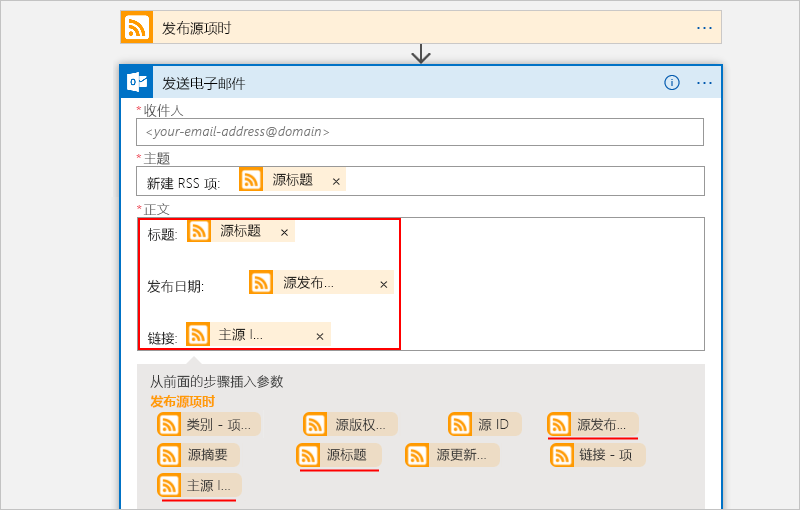 发布源项时 ...
发送电子邮件 ...
*收件人
<your-email-address@domain>
*主题
新建 RSS 项: 源标题 ×
*正文
标题: 源标题 ×
发布日期: 源发布... ×
链接: 主源 I... ×
从前面的步骤插入参数
发布源项时
类别 - 项... 源版权... 源 ID 源发布...
源摘要 源标题 源更新... 链接 - 项
主源 I...